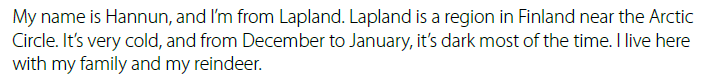 My name is Hannun, and I'm from Lapland. Lapland is a region in Finland near the Arctic
Circle. It's very cold, and from December to January, it's dark most of the time. I live here
with my family and my reindeer.